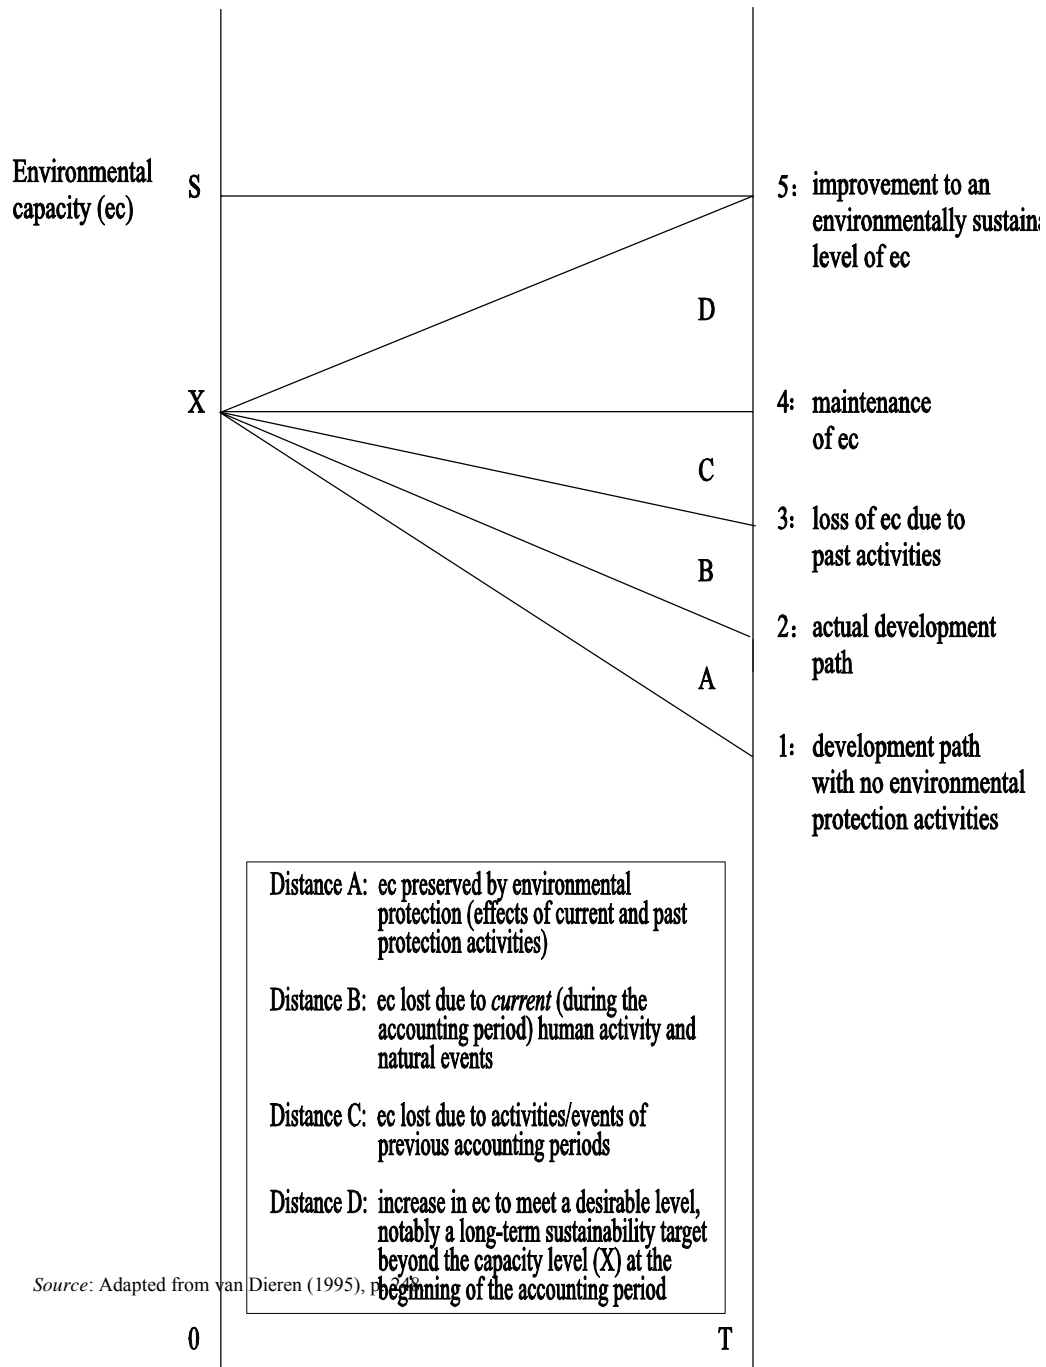 Environmental
capacity (ec)
S
X
D
C
B
A
5: improvement to an
environmentally
level of ec
4: maintenance
of ec
3: loss of ec due to
past activities
2: actual development
path
1: development path
with no environmental
protection activities
Distance A: ec preserved by environmental
protection (effects of current and past
protection activities)
Distance B: ec lost due to current (during the
accounting period) human activity and
natural events
Distance C: ec lost due to activities/events of
previous accounting periods
Distance D: increase in ec to meet a desirable level,
notably a long-term sustainability target
beyond the capacity level (X) at the
beginning of the accounting period
Source: Adapted from van Dieren (1995), p. 248
0
T